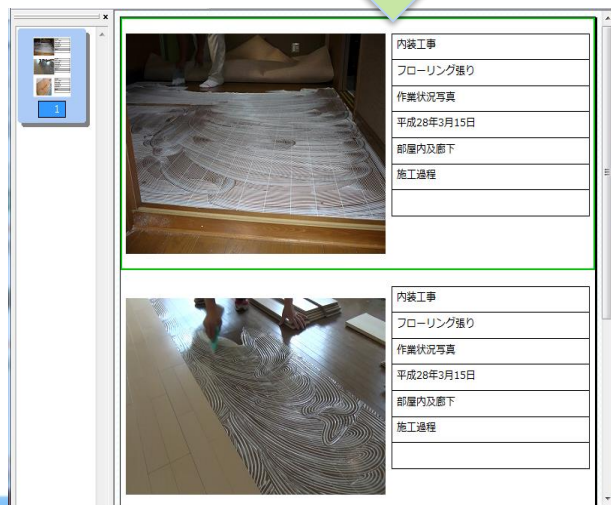 x
1
内装工事
フローリング張り
作業状況写真
平成28年3月15日
部屋内及廊下
施工過程
内装工事
フローリング張り
作業状況写真
平成28年3月15日
部屋内及廊下
施工過程